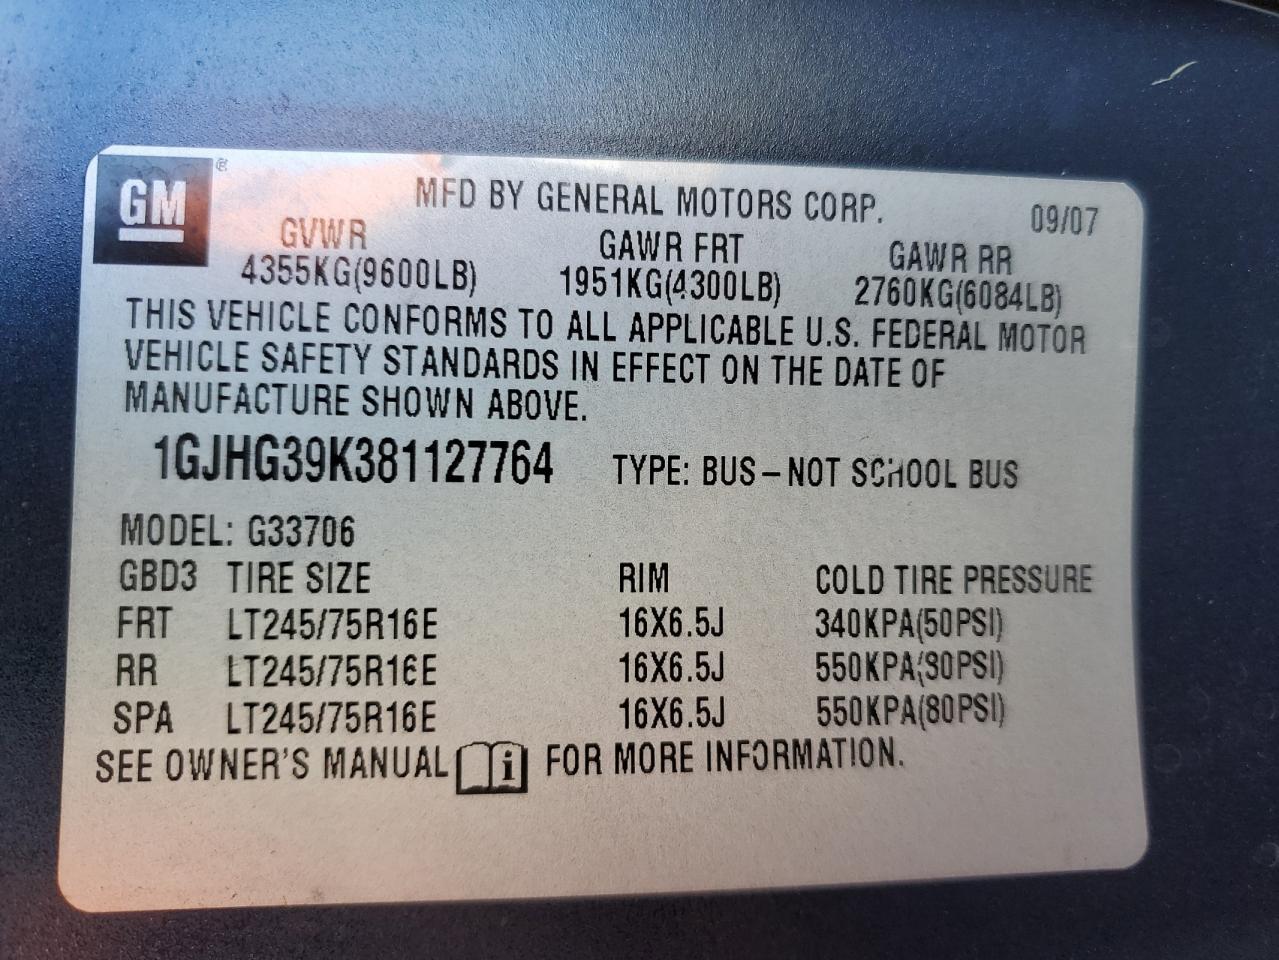 GM ®
MFD BY GENERAL MOTORS CORP. 09/07
GVWR GAWR FRT GAWR RR
4355KG(9600LB) 1951KG(4300LB) 2760KG(6084LB)
THIS VEHICLE CONFORMS TO ALL APPLICABLE U.S. FEDERAL MOTOR
VEHICLE SAFETY STANDARDS IN EFFECT ON THE DATE OF
MANUFACTURE SHOWN ABOVE.
1GJHG39K381127764 TYPE: BUS–NOT SCHOOL BUS
MODEL: G33706
GBD3 TIRE SIZE RIM COLD TIRE PRESSURE
FRT LT245/75R16E 16X6.5J 340KPA(50PSI)
RR LT245/75R16E 16X6.5J 550KPA(80PSI)
SPA LT245/75R16E 16X6.5J 550KPA(80PSI)
SEE OWNER'S MANUAL i FOR MORE INFORMATION.